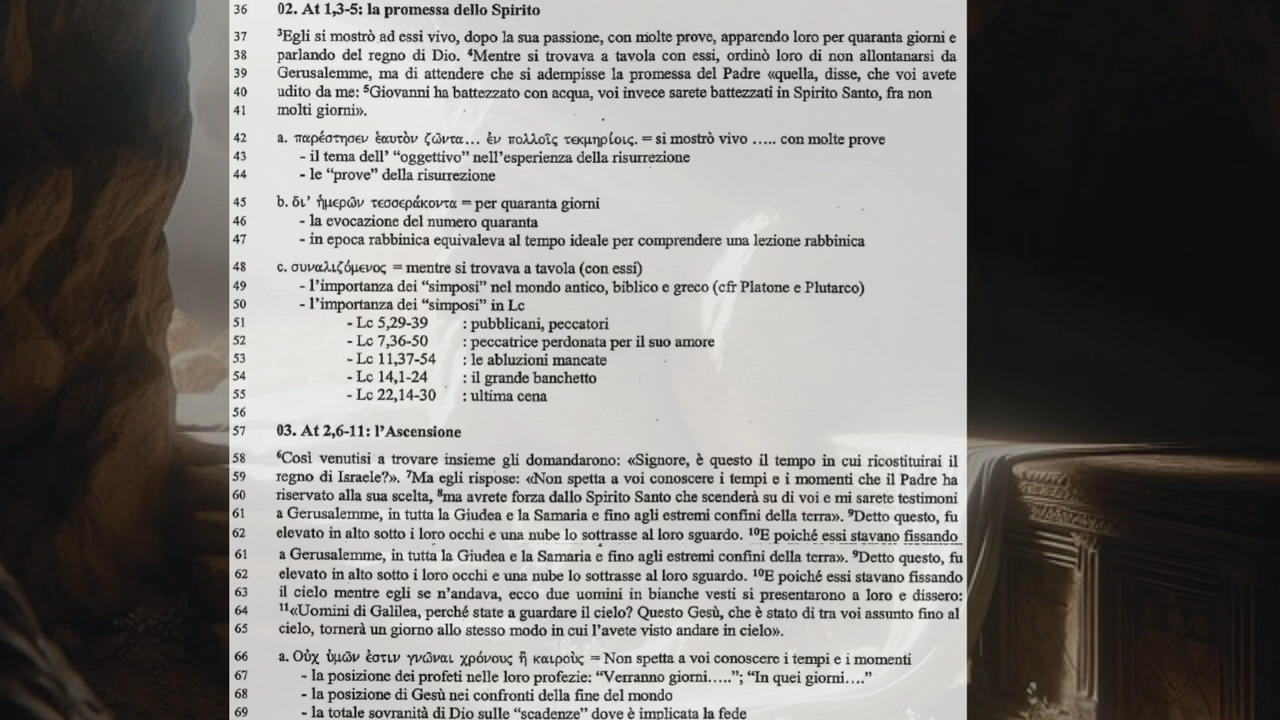 36 02. At 1,3-5: la promessa dello Spirito
37 ³Egli si mostrò ad essi vivo, dopo la sua passione, con molte prove, apparendo loro per quaranta giorni e
38 parlando del regno di Dio. ⁴Mentre si trovava a tavola con essi, ordinò loro di non allontanarsi da
39 Gerusalemme, ma di attendere che si adempisse la promessa del Padre «quella, disse, che voi avete
40 udito da me: ⁵Giovanni ha battezzato con acqua, voi invece sarete battezzati in Spirito Santo, fra non
41 molti giorni».
42 a. παρέστησεν ἑαυτὸν ζῶντα… ἐν πολλοῖς τεκμηρίοις. = si mostrò vivo ….. con molte prove
43 - il tema dell' “oggettivo” nell'esperienza della risurrezione
44 - le “prove” della risurrezione
45 b. δι' ἡμερῶν τεσσεράκοντα = per quaranta giorni
46 - la evocazione del numero quaranta
47 - in epoca rabbinica equivaleva al tempo ideale per comprendere una lezione rabbinica
48 c. συναλιζόμενος = mentre si trovava a tavola (con essi)
49 - l'importanza dei “simposi” nel mondo antico, biblico e greco (cfr Platone e Plutarco)
50 - l'importanza dei “simposi” in Lc
51 - Lc 5,29-39 : pubblicani, peccatori
52 - Lc 7,36-50 : peccatrice perdonata per il suo amore
53 - Lc 11,37-54 : le abluzioni mancate
54 - Lc 14,1-24 : il grande banchetto
55 - Lc 22,14-30 : ultima cena
56
57 03. At 2,6-11: l'Ascensione
58 ⁶Così venutisi a trovare insieme gli domandarono: «Signore, è questo il tempo in cui ricostituirai il
59 regno di Israele?». ⁷Ma egli rispose: «Non spetta a voi conoscere i tempi e i momenti che il Padre ha
60 riservato alla sua scelta, ⁸ma avrete forza dallo Spirito Santo che scenderà su di voi e mi sarete testimoni
61 a Gerusalemme, in tutta la Giudea e la Samaria e fino agli estremi confini della terra». ⁹Detto questo, fu
62 elevato in alto sotto i loro occhi e una nube lo sottrasse al loro sguardo. ¹⁰E poiché essi stavano fissando
61 a Gerusalemme, in tutta la Giudea e la Samaria e fino agli estremi confini della terra». ⁹Detto questo, fu
62 elevato in alto sotto i loro occhi e una nube lo sottrasse al loro sguardo. ¹⁰E poiché essi stavano fissando
63 il cielo mentre egli se n'andava, ecco due uomini in bianche vesti si presentarono a loro e dissero:
64 ¹¹«Uomini di Galilea, perché state a guardare il cielo? Questo Gesù, che è stato di tra voi assunto fino al
65 cielo, tornerà un giorno allo stesso modo in cui l'avete visto andare in cielo».
66 a. Οὐχ ὑμῶν ἐστιν γνῶναι χρόνους ἢ καιροὺς = Non spetta a voi conoscere i tempi e i momenti
67 - la posizione dei profeti nelle loro profezie: “Verranno giorni…..”; “In quei giorni….”
68 - la posizione di Gesù nei confronti della fine del mondo
69 - la totale sovranità di Dio sulle “scadenze” dove è implicata la fede